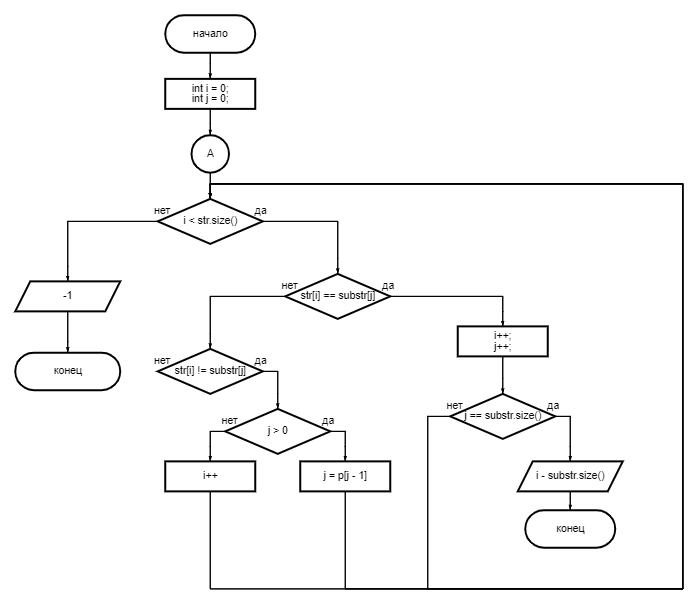 начало
int i = 0;
int j = 0;
A
нет
да
i < str.size()
-1
конец
нет
да
str[i] == substr[j]
нет
да
str[i] != substr[j]
i++;
j++;
нет
да
j > 0
нет
да
j == substr.size()
i++
j = p[j - 1]
i - substr.size()
конец